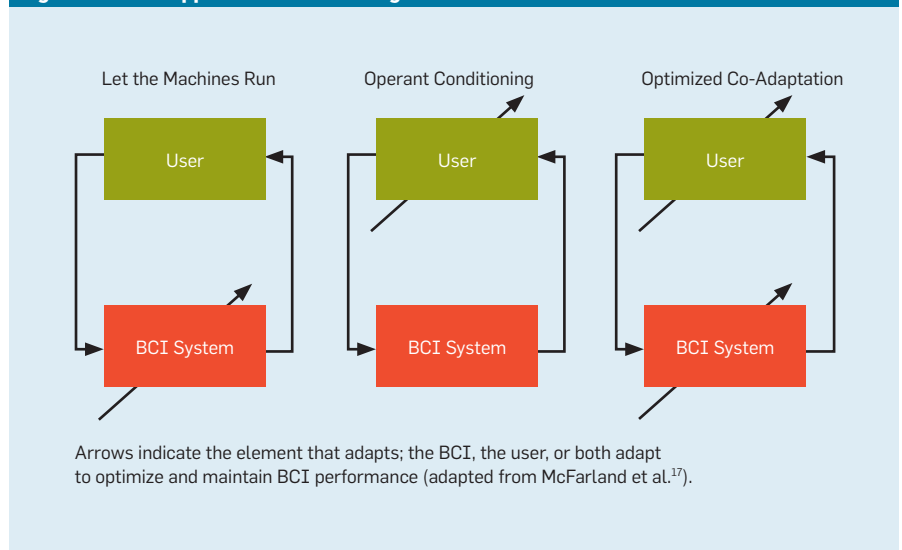 Let the Machines Run
Operant Conditioning
Optimized Co-Adaptation
User
User
User
BCI System
BCI System
BCI System
Arrows indicate the element that adapts; the BCI, the user, or both adapt
to optimize and maintain BCI performance (adapted from McFarland et al.¹⁷).